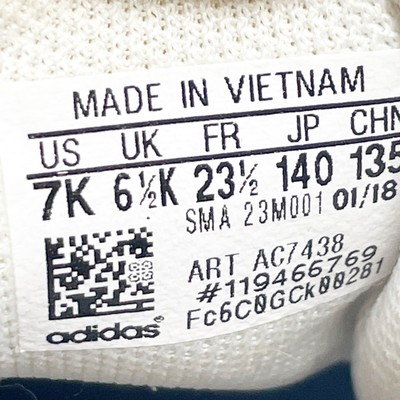 MADE IN VIETNAM
US UK FR JP CHN
7K 6½K 23½ 140 135
SMA 23M001 01/18
ART AC7438
#119466769
FC6C0GCK00281
adidas®